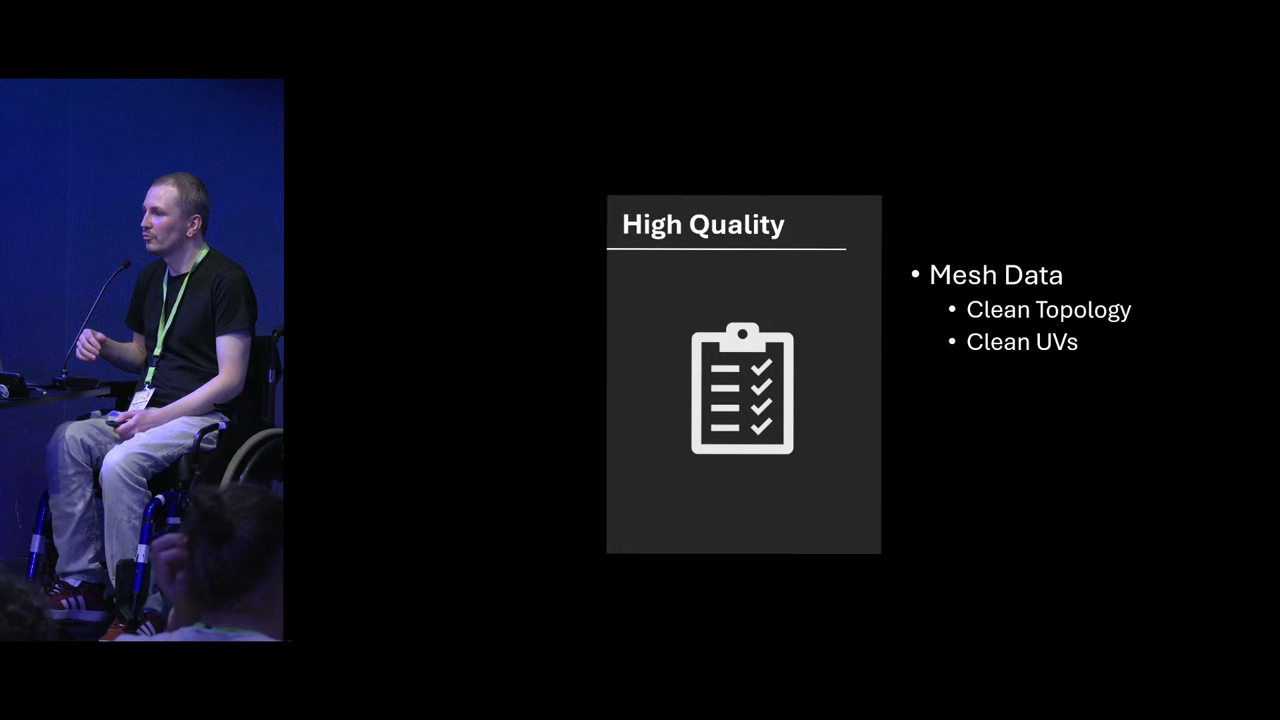 High Quality
• Mesh Data
• Clean Topology
• Clean UVs